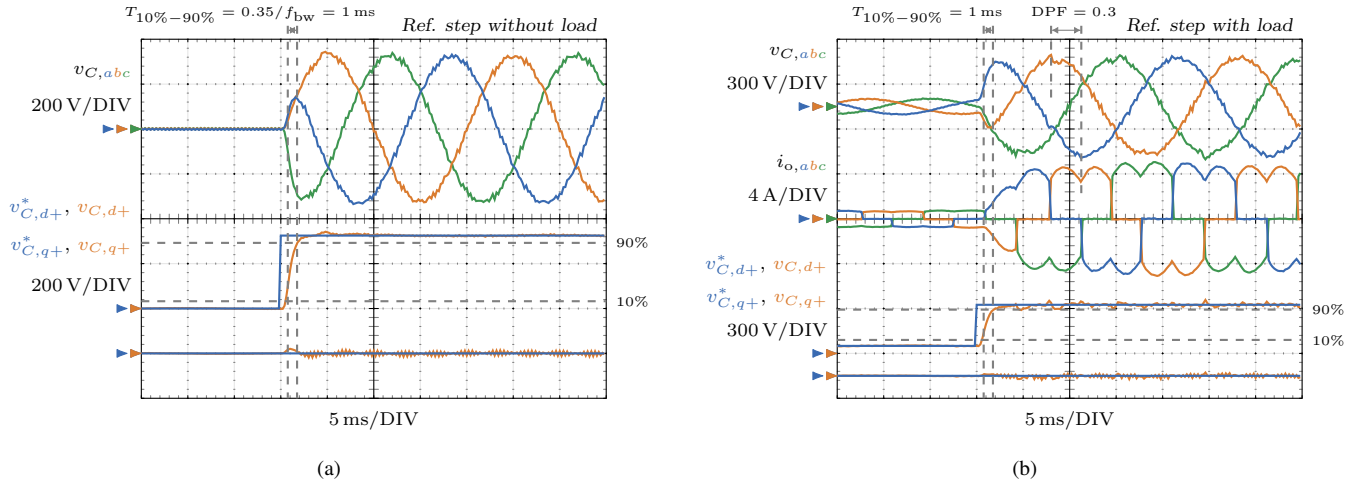 T10%−90% = 0.35/fbw = 1 ms
Ref. step without load
vC,abc
200 V/DIV
v*C,d+, vC,d+
v*C,q+, vC,q+
200 V/DIV
90%
10%
5 ms/DIV
(a)
T10%−90% = 1 ms
DPF = 0.3
Ref. step with load
vC,abc
300 V/DIV
io,abc
4 A/DIV
v*C,d+, vC,d+
v*C,q+, vC,q+
300 V/DIV
90%
10%
5 ms/DIV
(b)